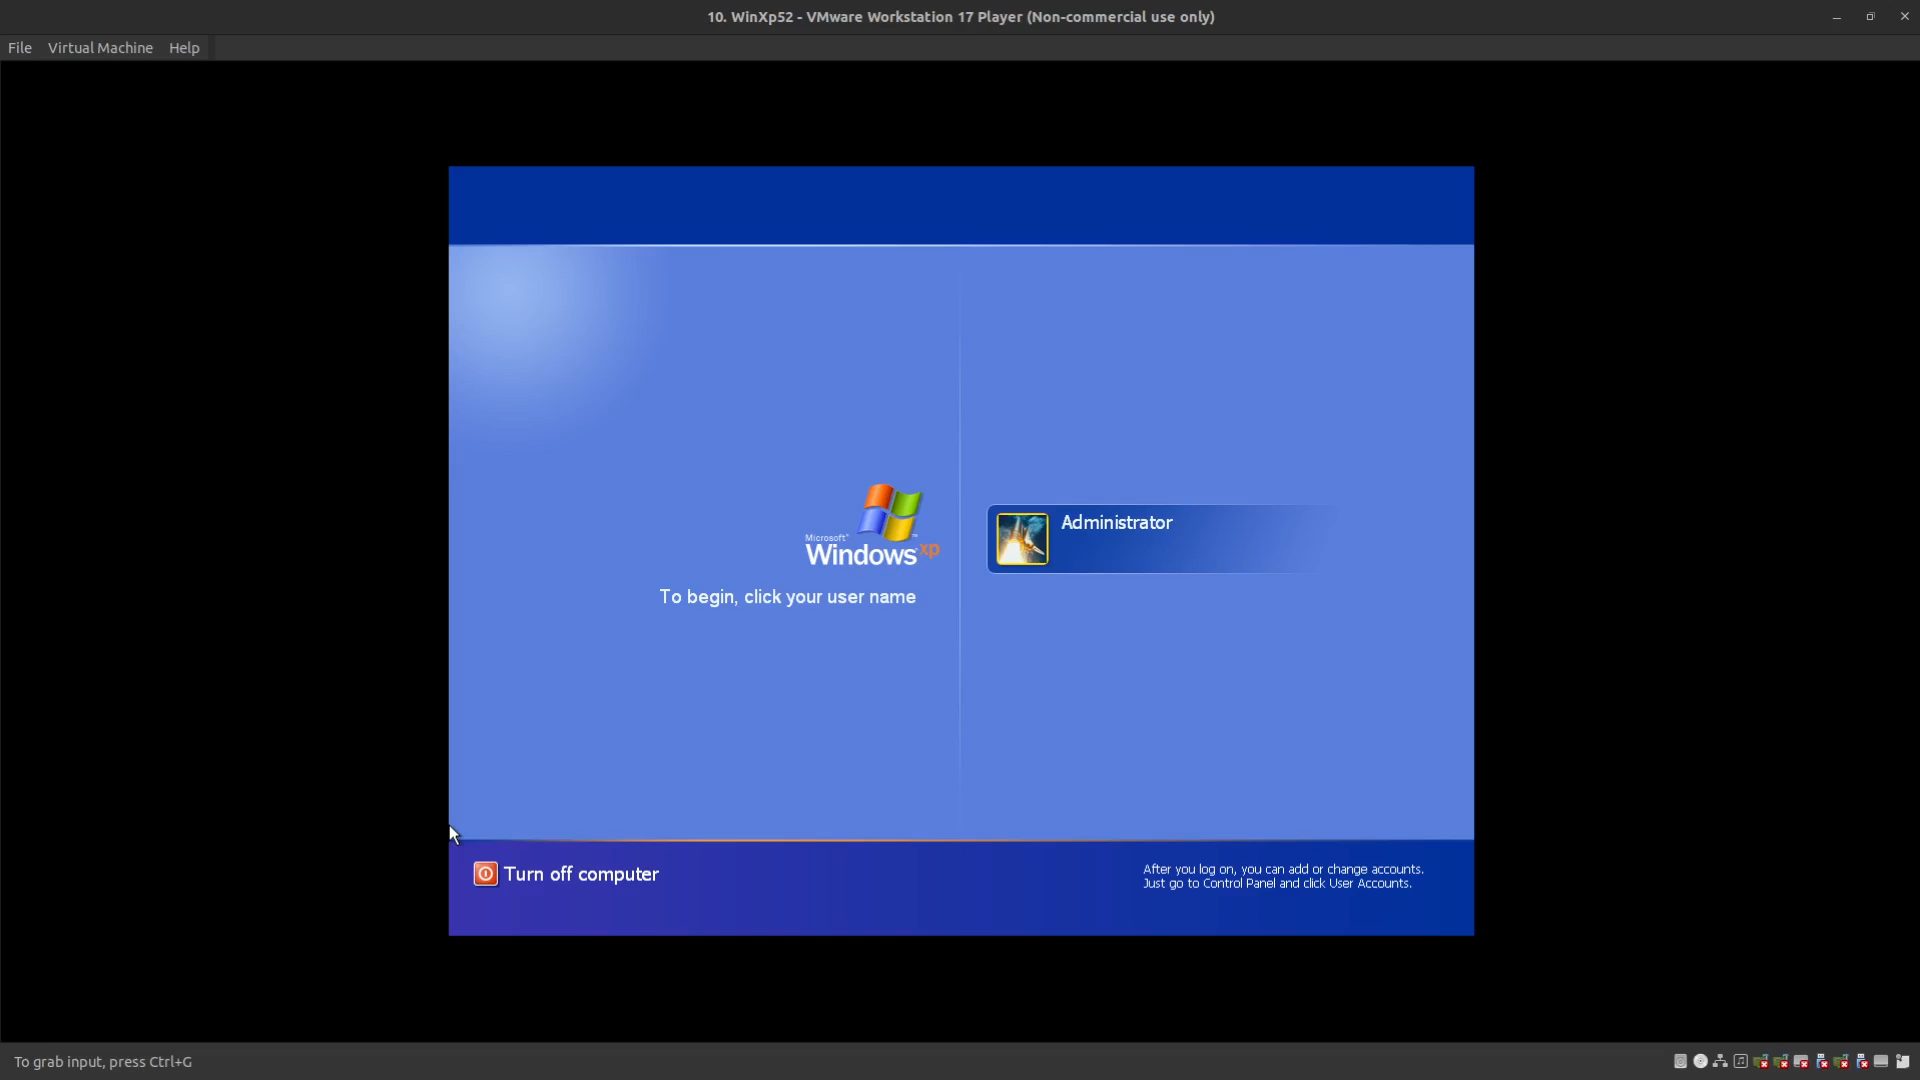 10. WinXp52 - VMware Workstation 17 Player (Non-commercial use only)
File Virtual Machine Help
Microsoft®
Windows xp
To begin, click your user name
Administrator
Turn off computer
After you log on, you can add or change accounts.
Just go to Control Panel and click User Accounts.
To grab input, press Ctrl+G